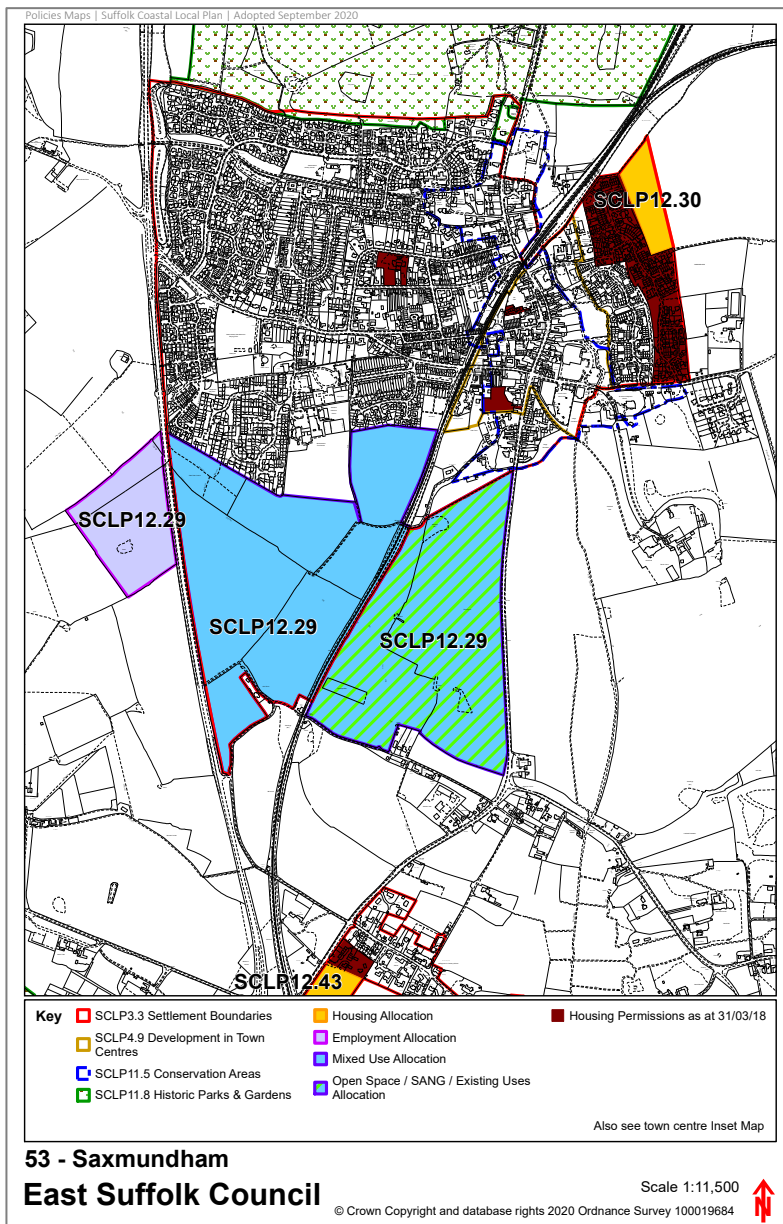 Policies Maps | Suffolk Coastal Local Plan | Adopted September 2020
SCLP12.30
SCLP12.29
SCLP12.29
SCLP12.29
SCLP12.43
Key
SCLP3.3 Settlement Boundaries
SCLP4.9 Development in Town
Centres
SCLP11.5 Conservation Areas
SCLP11.8 Historic Parks & Gardens
Housing Allocation
Employment Allocation
Mixed Use Allocation
Open Space / SANG / Existing Uses
Allocation
Housing Permissions as at 31/03/18
Also see town centre Inset Map
53 - Saxmundham
East Suffolk Council
Scale 1:11,500
© Crown Copyright and database rights 2020 Ordnance Survey 100019684
N